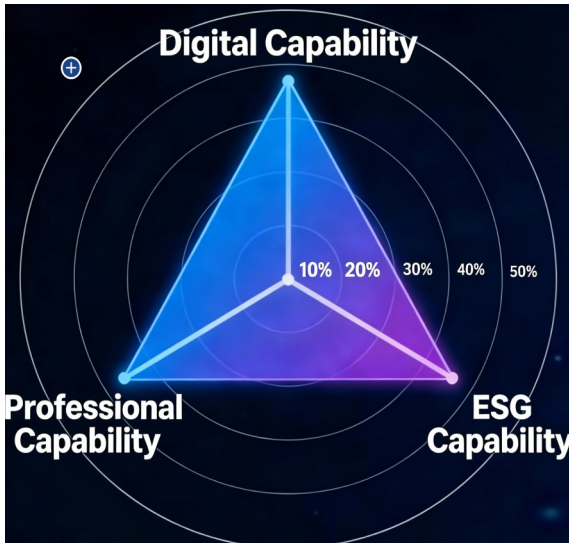 Digital Capability
10% 20% 30% 40% 50%
Professional
Capability
ESG
Capability